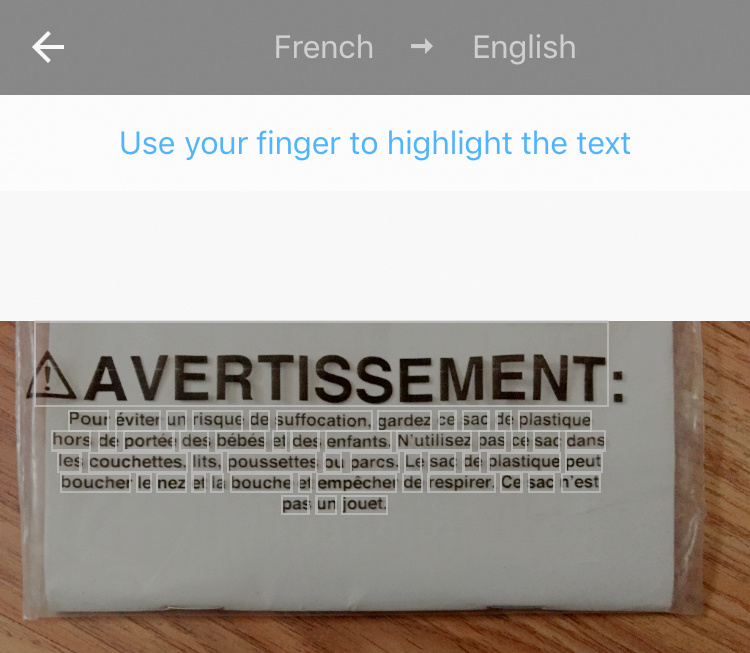 French → English
Use your finger to highlight the text
AVERTISSEMENT:
Pour éviter un risque de suffocation, gardez ce sac de plastique
hors de portée des bébés et des enfants. N'utilisez pas ce sac dans
les couchettes, lits, poussettes ou parcs. Le sac de plastique peut
boucher le nez et la bouche et empêcher de respirer. Ce sac n'est
pas un jouet.